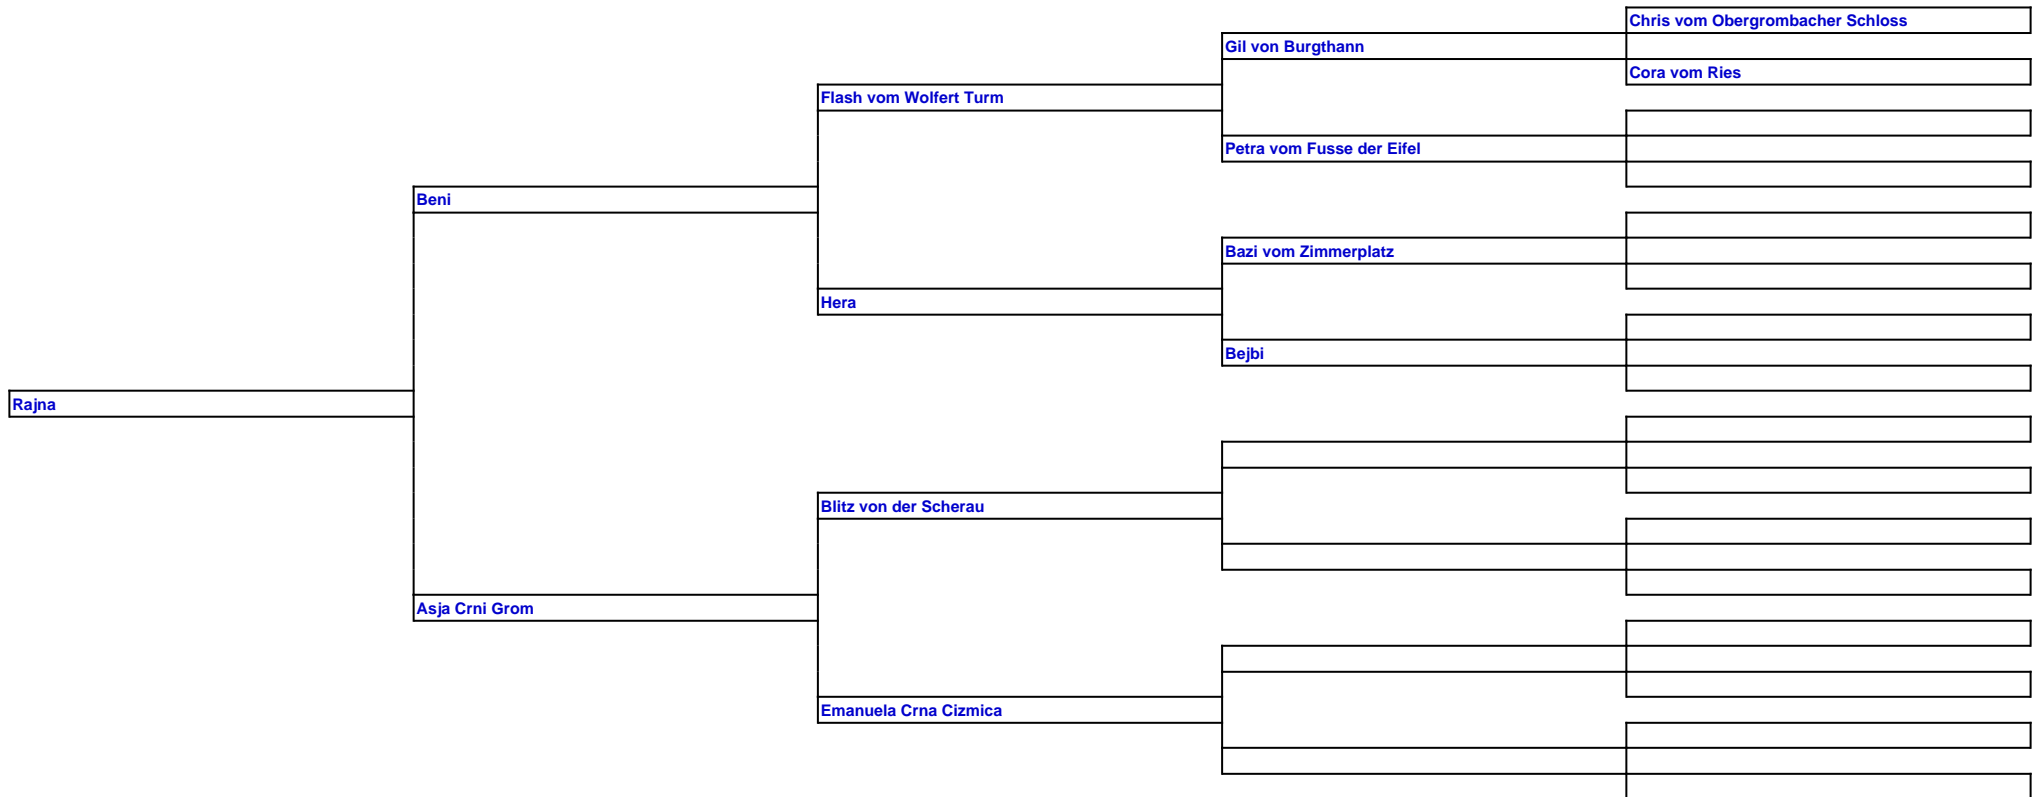 Chris vom Obergrombacher Schloss
Gil von Burgthann
Cora vom Ries
Flash vom Wolfert Turm
Petra vom Fusse der Eifel
Beni
Bazi vom Zimmerplatz
Hera
Bejbi
Rajna
Blitz von der Scherau
Asja Crni Grom
Emanuela Crna Cizmica